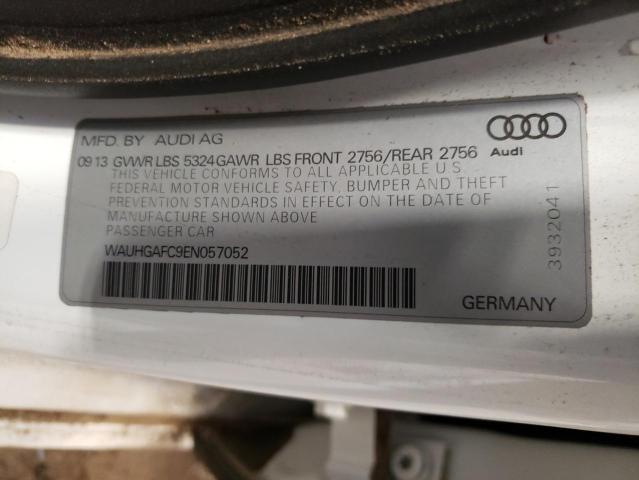 MFD. BY AUDI AG
09 13 GVWR LBS 5324 GAWR LBS FRONT 2756/REAR 2756
Audi
THIS VEHICLE CONFORMS TO ALL APPLICABLE U.S.
FEDERAL MOTOR VEHICLE SAFETY, BUMPER AND THEFT
PREVENTION STANDARDS IN EFFECT ON THE DATE OF
MANUFACTURE SHOWN ABOVE
PASSENGER CAR
WAUHGAFC9EN057052
3932041
GERMANY